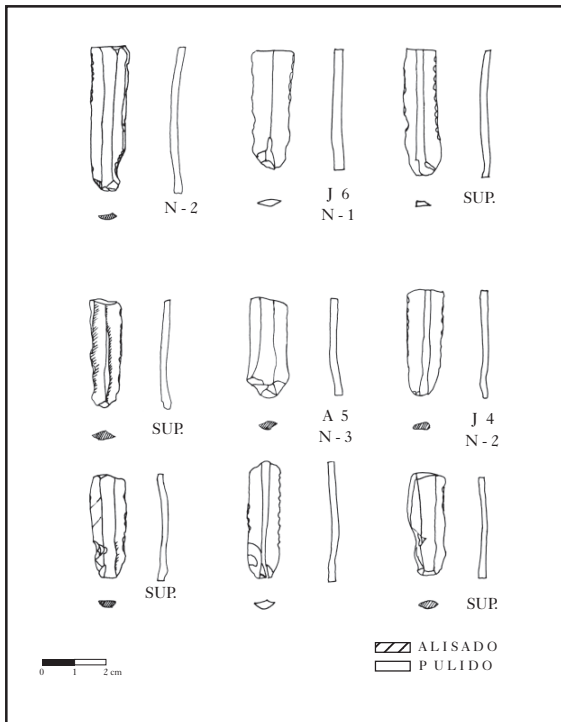 N - 2
J 6
N - 1
SUP.
SUP.
A 5
N - 3
J 4
N - 2
SUP.
SUP.
ALISADO
PULIDO
0 1 2 cm